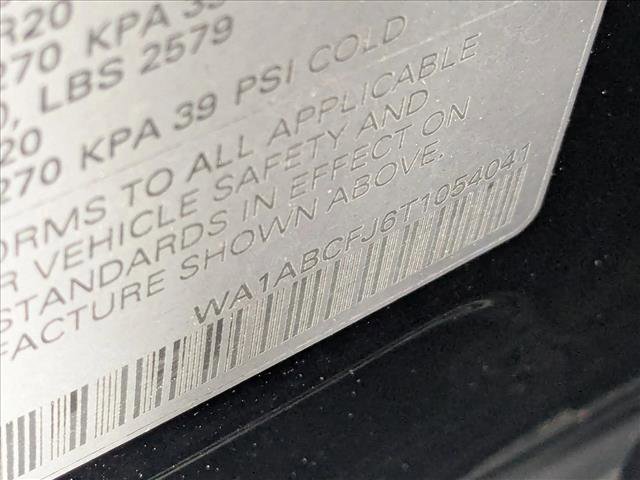 R20
270 KPA 39
LBS 2579
20
270 KPA 39 PSI COLD
ORMS TO ALL APPLICABLE
R VEHICLE SAFETY AND
STANDARDS IN EFFECT ON
FACTURE SHOWN ABOVE.
WA1ABCFJ6T1054041